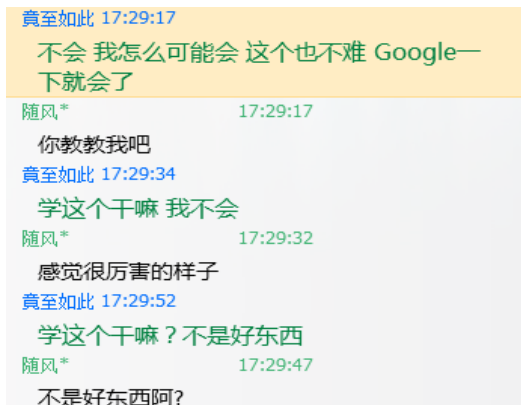 竟至如此 17:29:17
不会 我怎么可能会 这个也不难 Google一
下就会了
随风* 17:29:17
你教教我吧
竟至如此 17:29:34
学这个干嘛 我不会
随风* 17:29:32
感觉很厉害的样子
竟至如此 17:29:52
学这个干嘛？不是好东西
随风* 17:29:47
不是好东西阿?